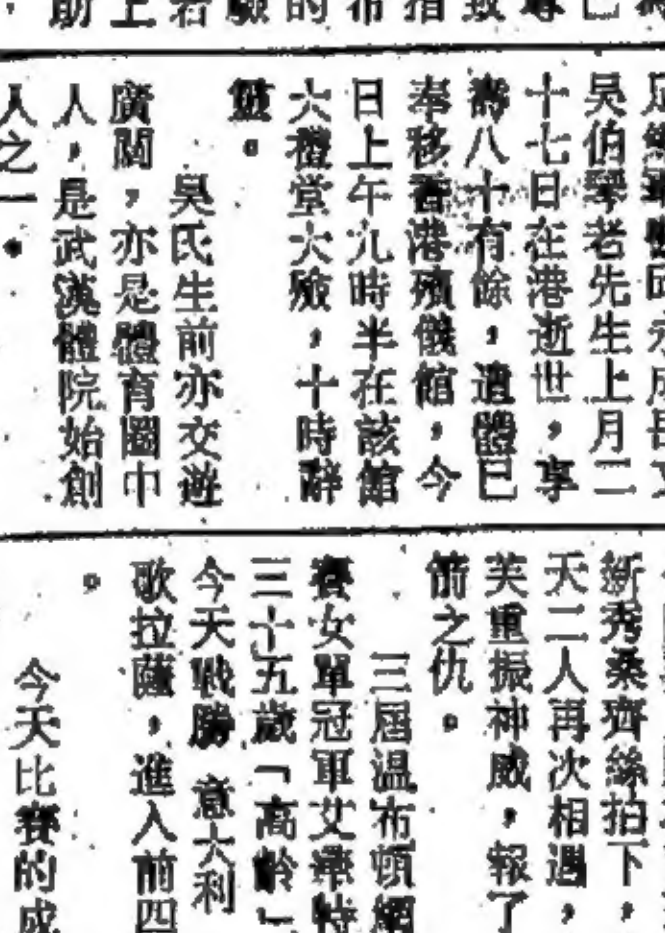 吳伯琴老先生上月二
十七日在港逝世，享
壽八十有餘，遺體已
奉移香港殯儀館，今
日上午九時半在該館
大禮堂大殮，十時辭
靈。
吳氏生前亦交遊
廣闊，亦是體育圈中
人，是武漢體院始創
人之一。
新秀桑齊絲拍下，
天二人再次相遇，
芙重振神威，報了
箭之仇。
三屆溫布頓網
賽女單冠軍艾華特
三十五歲「高齡」
今天戰勝意大利
歌拉薩，進入前四
。
今天比賽的成